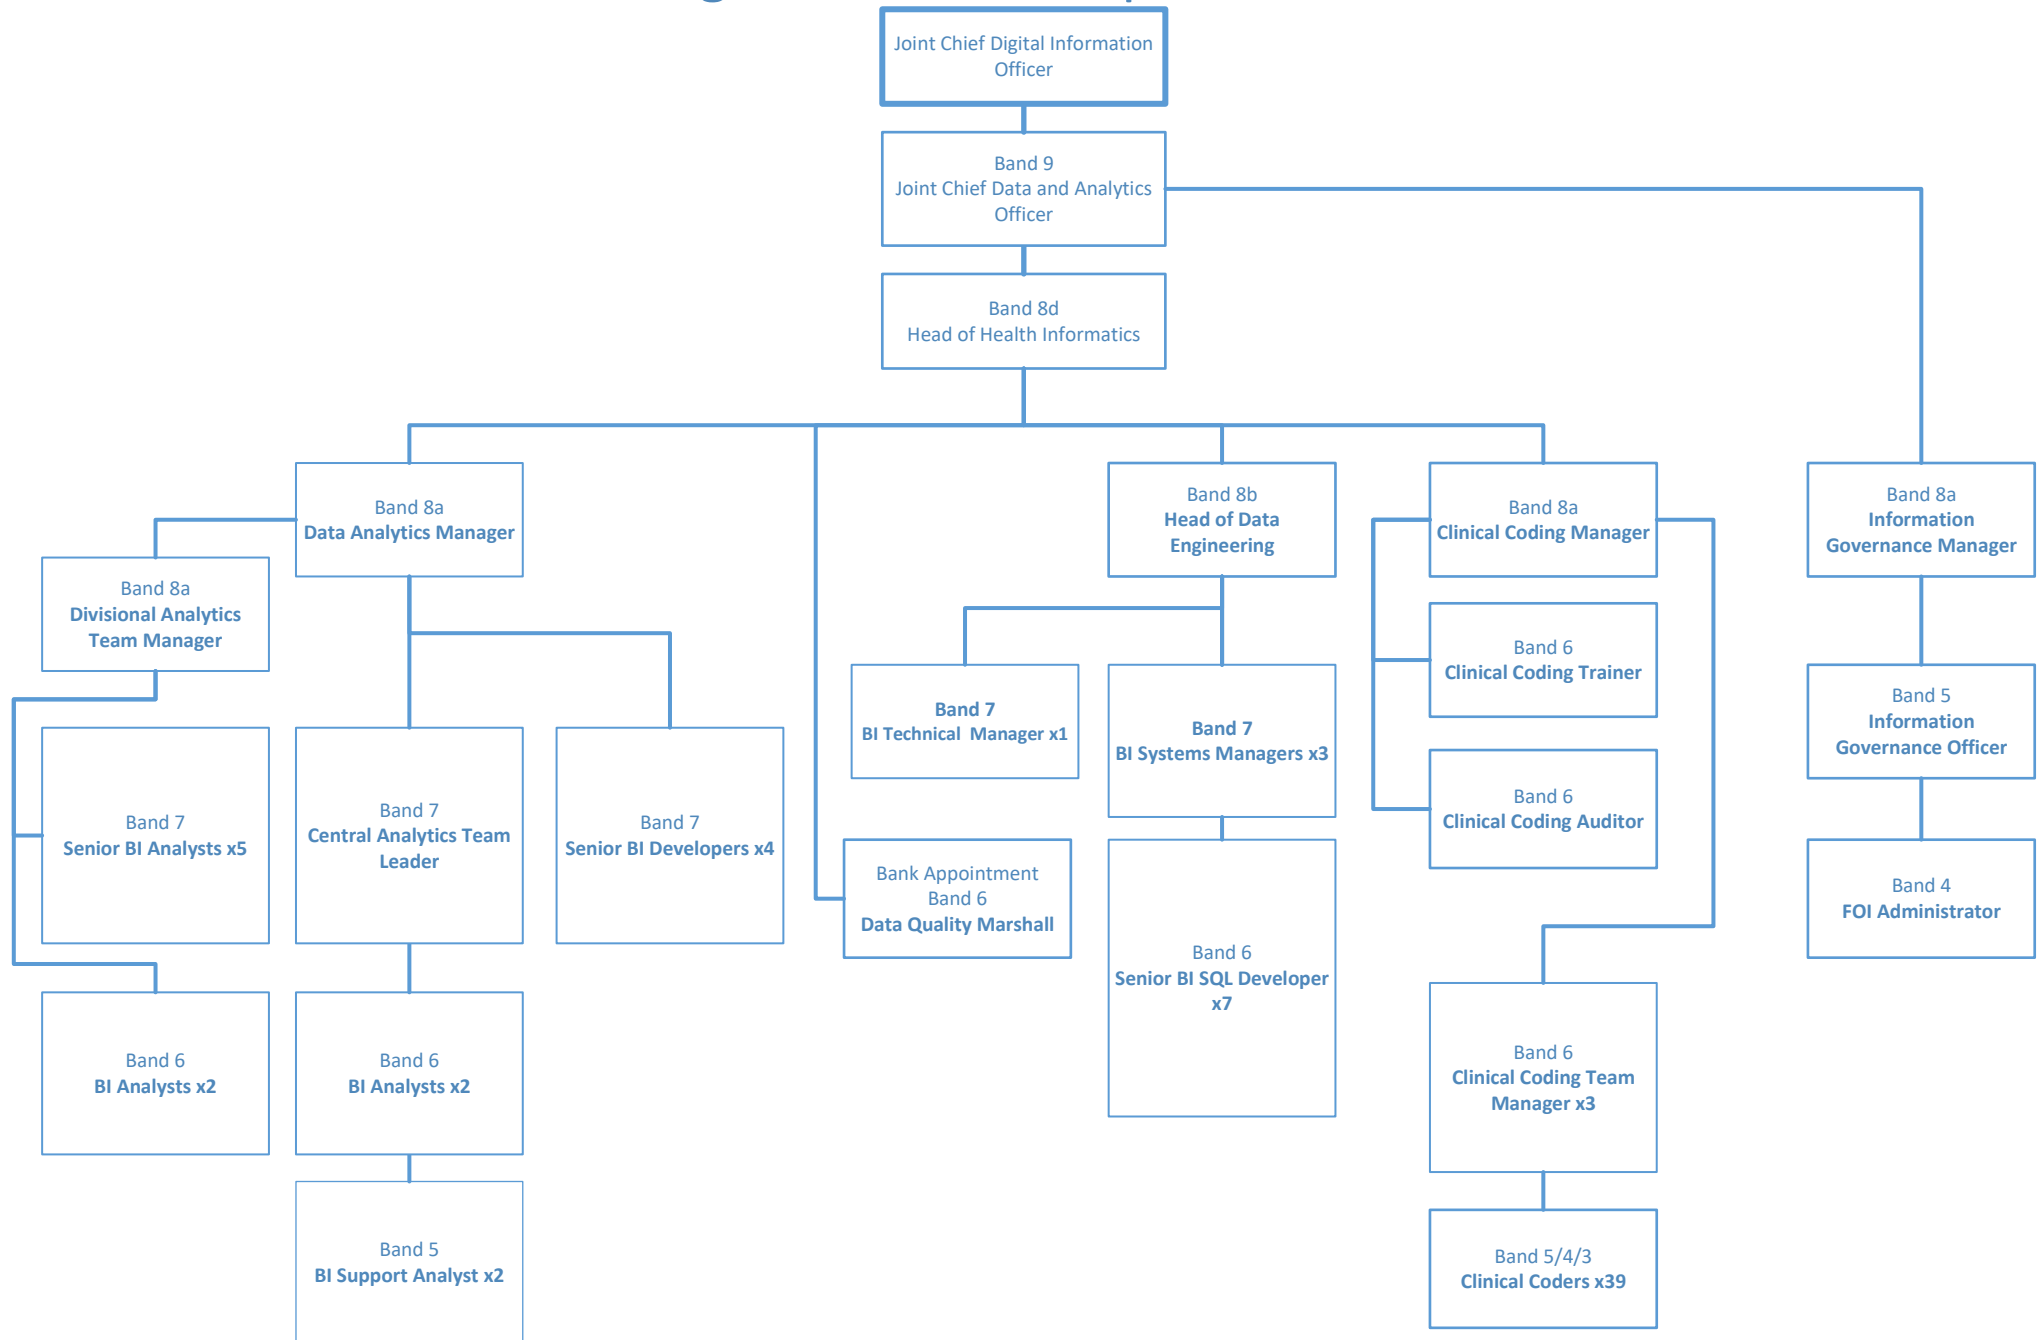 Joint Chief Digital Information
Officer
Band 9
Joint Chief Data and Analytics
Officer
Band 8d
Head of Health Informatics
Band 8a
Data Analytics Manager
Band 8b
Head of Data
Engineering
Band 8a
Clinical Coding Manager
Band 8a
Information
Governance Manager
Band 8a
Divisional Analytics
Team Manager
Band 6
Clinical Coding Trainer
Band 7
BI Technical Manager x1
Band 7
BI Systems Managers x3
Band 5
Information
Governance Officer
Band 7
Senior BI Analysts x5
Band 7
Central Analytics Team
Leader
Band 7
Senior BI Developers x4
Band 6
Clinical Coding Auditor
Bank Appointment
Band 6
Data Quality Marshall
Band 4
FOI Administrator
Band 6
Senior BI SQL Developer
x7
Band 6
BI Analysts x2
Band 6
BI Analysts x2
Band 6
Clinical Coding Team
Manager x3
Band 5
BI Support Analyst x2
Band 5/4/3
Clinical Coders x39